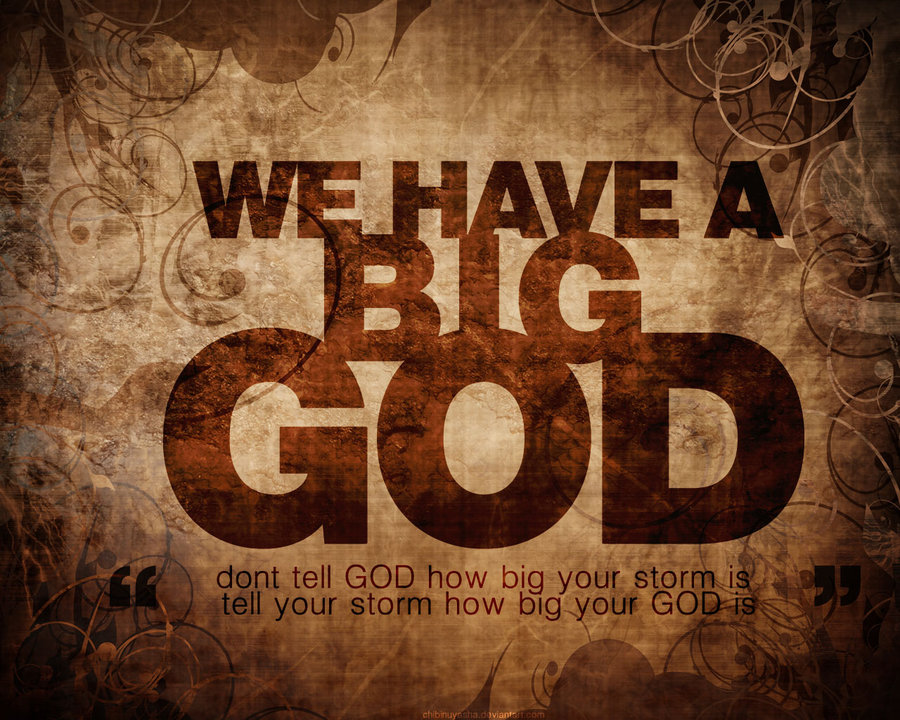 WE HAVE A
BIG
GOD
“ dont tell GOD how big your storm is ”
tell your storm how big your GOD is
chibinuyasha.deviantart.com